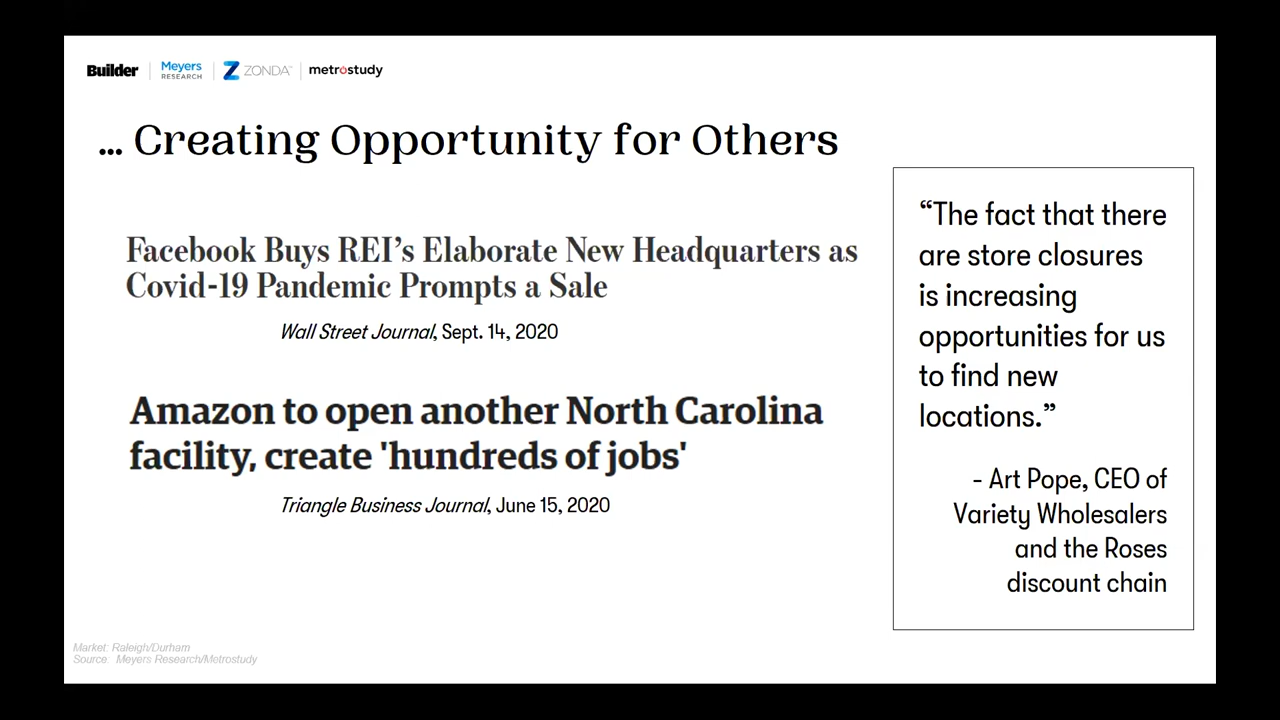 Builder | Meyers RESEARCH | ZONDA™ | metrostudy
... Creating Opportunity for Others
Facebook Buys REI’s Elaborate New Headquarters as
Covid-19 Pandemic Prompts a Sale
Wall Street Journal, Sept. 14, 2020
Amazon to open another North Carolina
facility, create 'hundreds of jobs'
Triangle Business Journal, June 15, 2020
“The fact that there
are store closures
is increasing
opportunities for us
to find new
locations.”
- Art Pope, CEO of
Variety Wholesalers
and the Roses
discount chain
Market: Raleigh/Durham
Source: Meyers Research/Metrostudy